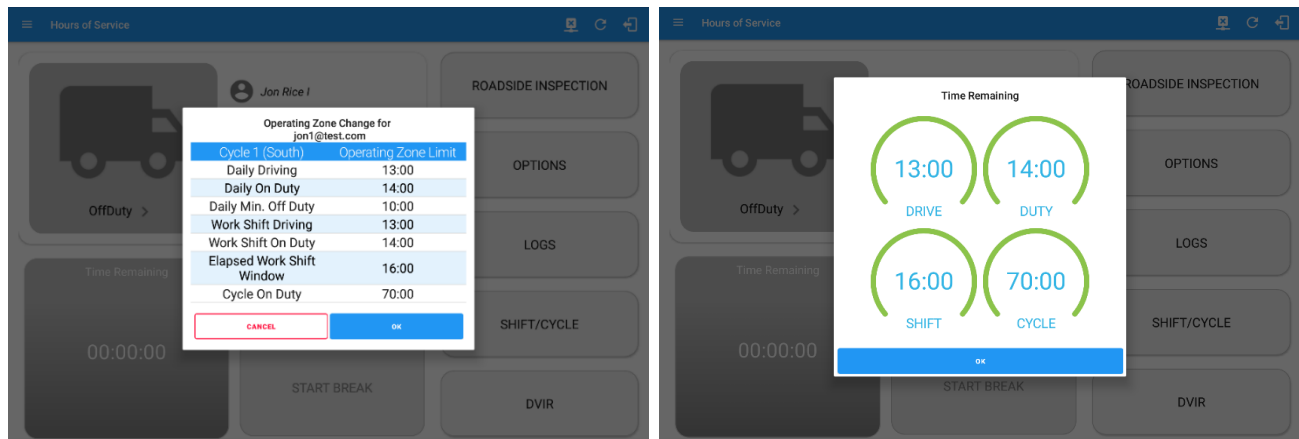 Hours of Service
Jon Rice I
OffDuty >
Time Remaining
00:00:00
START BREAK
ROADSIDE INSPECTION
OPTIONS
LOGS
SHIFT/CYCLE
DVIR
Operating Zone Change for
jon1@test.com
Cycle 1 (South) Operating Zone Limit
Daily Driving 13:00
Daily On Duty 14:00
Daily Min. Off Duty 10:00
Work Shift Driving 13:00
Work Shift On Duty 14:00
Elapsed Work Shift
Window 16:00
Cycle On Duty 70:00
CANCEL OK
Hours of Service
OffDuty >
Time Remaining
00:00:00
START BREAK
ROADSIDE INSPECTION
OPTIONS
LOGS
SHIFT/CYCLE
DVIR
Time Remaining
13:00 14:00
DRIVE DUTY
16:00 70:00
SHIFT CYCLE
OK